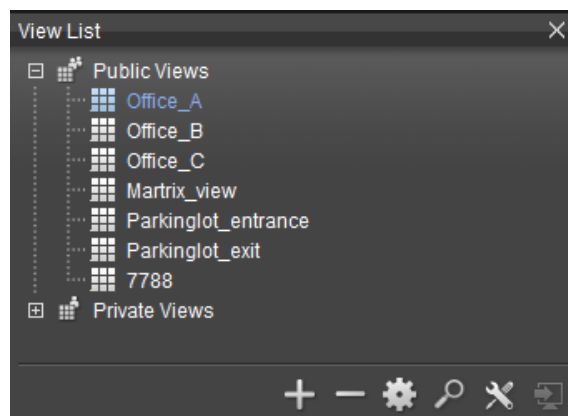 View List
Public Views
Office_A
Office_B
Office_C
Martrix_view
Parkinglot_entrance
Parkinglot_exit
7788
Private Views